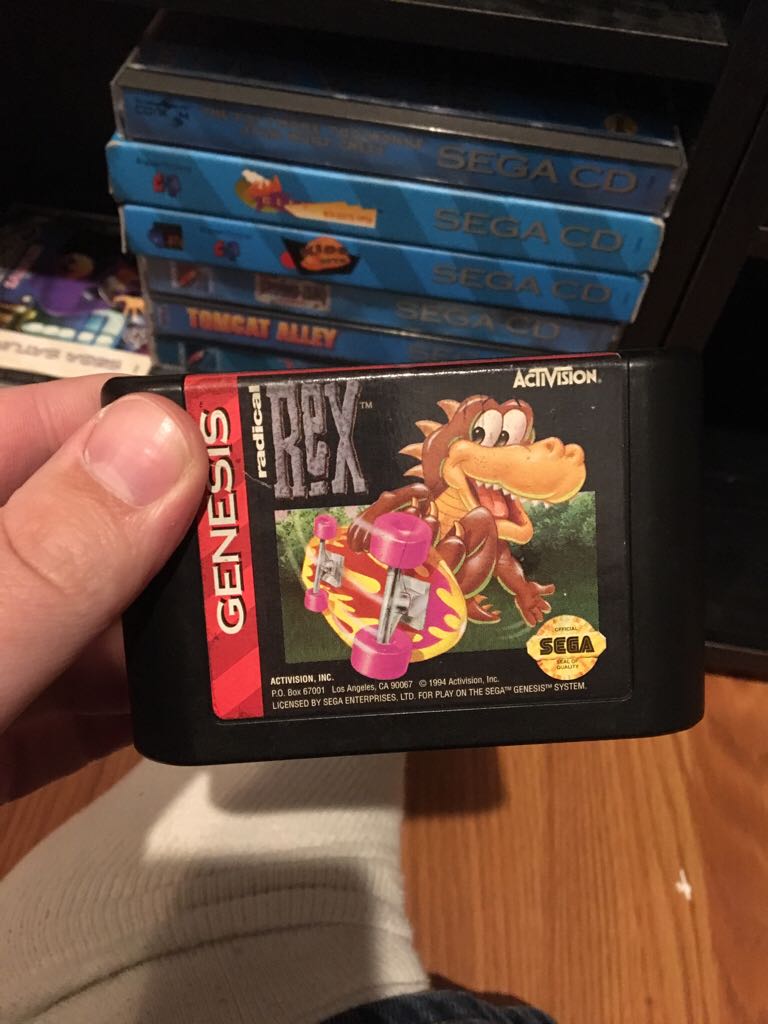 SEGA CD
SEGA CD
SEGA CD
SEGA CD
TOMCAT ALLEY
GENESIS
radical
REX™
ACTIVISION®
OFFICIAL
SEGA
SEAL OF
QUALITY
ACTIVISION, INC.
P.O. Box 67001 Los Angeles, CA 90067 © 1994 Activision, Inc.
LICENSED BY SEGA ENTERPRISES, LTD. FOR PLAY ON THE SEGA™ GENESIS™ SYSTEM.